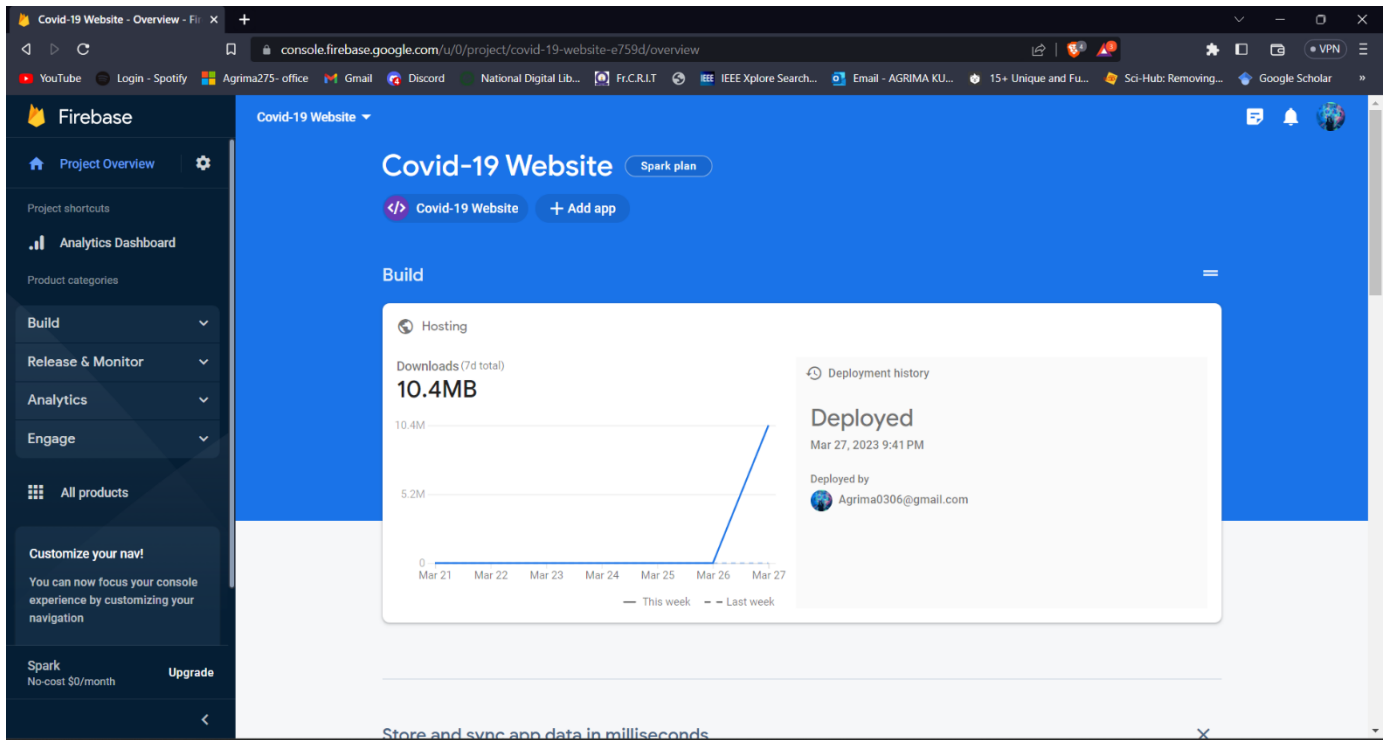 Covid-19 Website - Overview - Fir
console.firebase.google.com/u/0/project/covid-19-website-e759d/overview
VPN
YouTube
Login - Spotify
Agrima275- office
Gmail
Discord
National Digital Lib...
Fr.C.R.I.T
IEEE Xplore Search...
Email - AGRIMA KU...
15+ Unique and Fu...
Sci-Hub: Removing...
Google Scholar
»
Firebase
Project Overview
Project shortcuts
Analytics Dashboard
Product categories
Build
Release & Monitor
Analytics
Engage
All products
Customize your nav!
You can now focus your console
experience by customizing your
navigation
Spark
No-cost $0/month
Upgrade
Covid-19 Website
Covid-19 Website
Spark plan
</> Covid-19 Website
+ Add app
Build
Hosting
Downloads (7d total)
10.4MB
10.4M
5.2M
0
Mar 21 Mar 22 Mar 23 Mar 24 Mar 25 Mar 26 Mar 27
This week Last week
Deployment history
Deployed
Mar 27, 2023 9:41 PM
Deployed by
Agrima0306@gmail.com
Store and sync app data in milliseconds